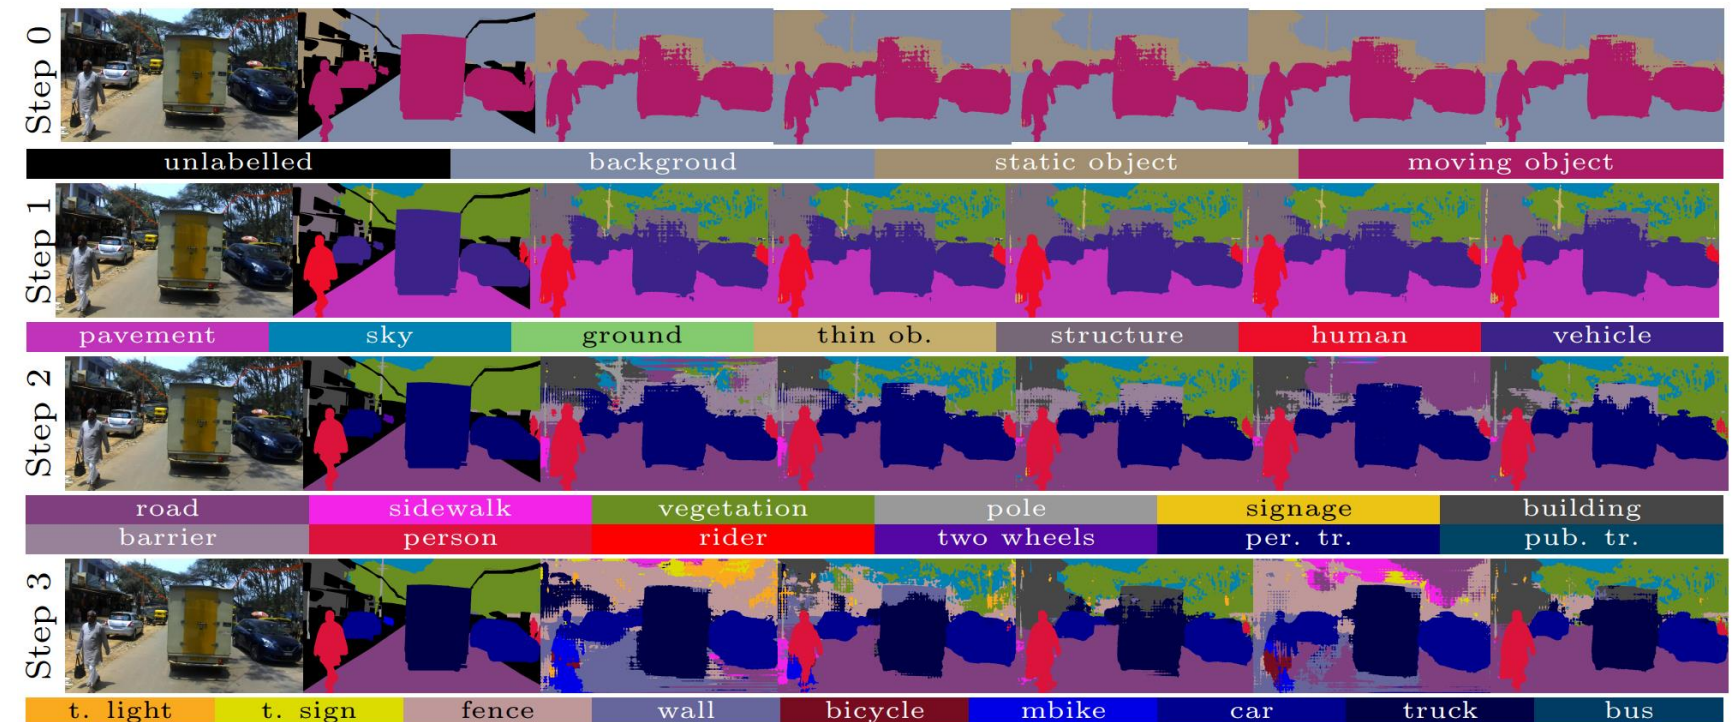 Step 0
unlabelled backgroud static object moving object
Step 1
pavement sky ground thin ob. structure human vehicle
Step 2
road sidewalk vegetation pole signage building
barrier person rider two wheels per. tr. pub. tr.
Step 3
t. light t. sign fence wall bicycle mbike car truck bus